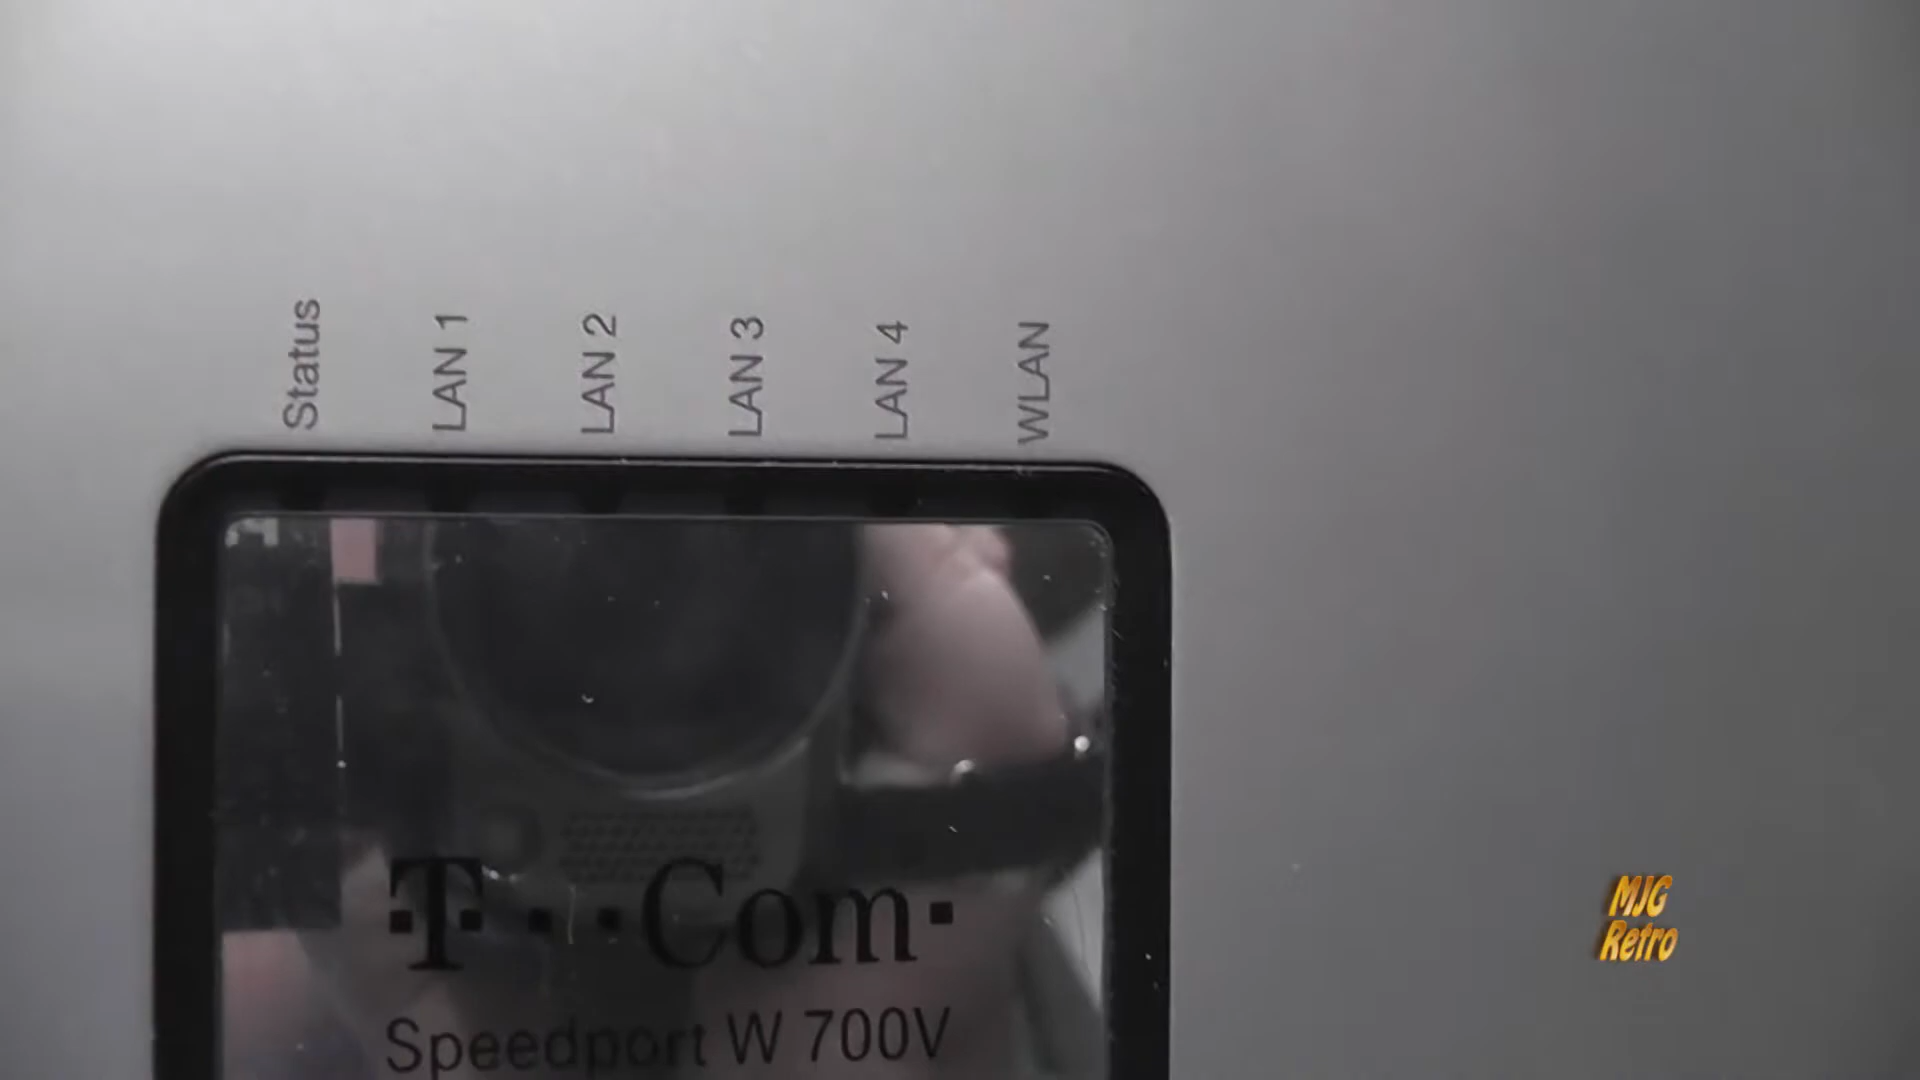 Status
LAN 1
LAN 2
LAN 3
LAN 4
WLAN
·T· · ·Com·
Speedport W 700V
MJG
Retro